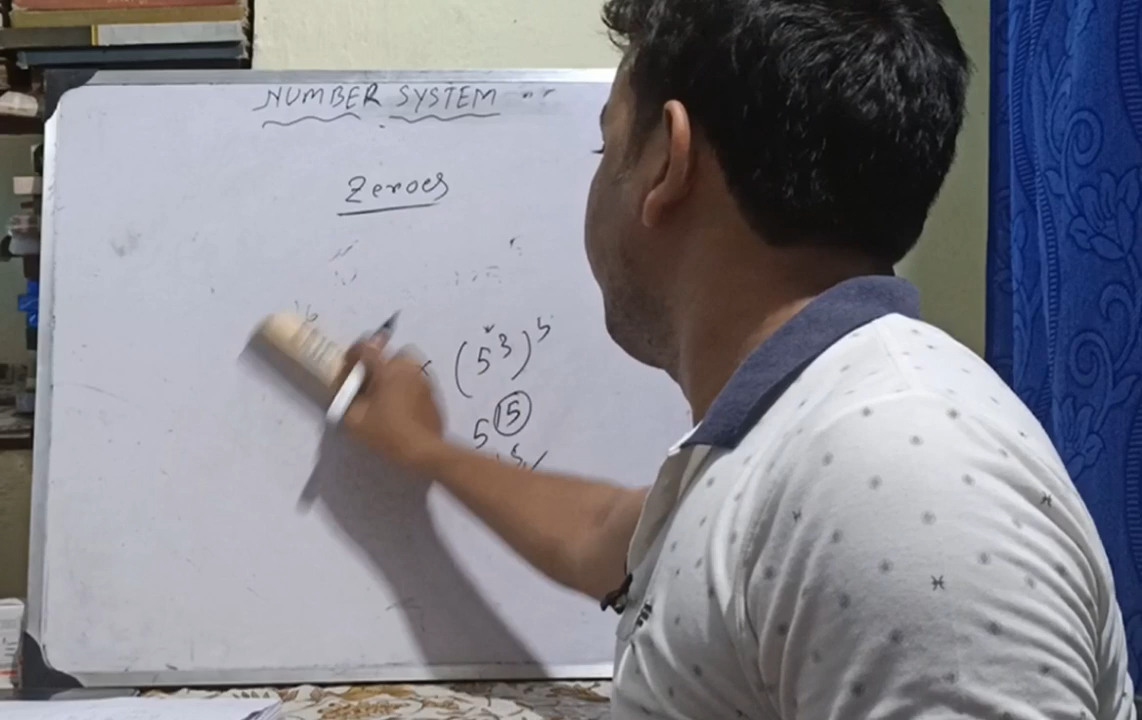 NUMBER SYSTEM ...
Zeroes
× (5³)⁵
5¹⁵